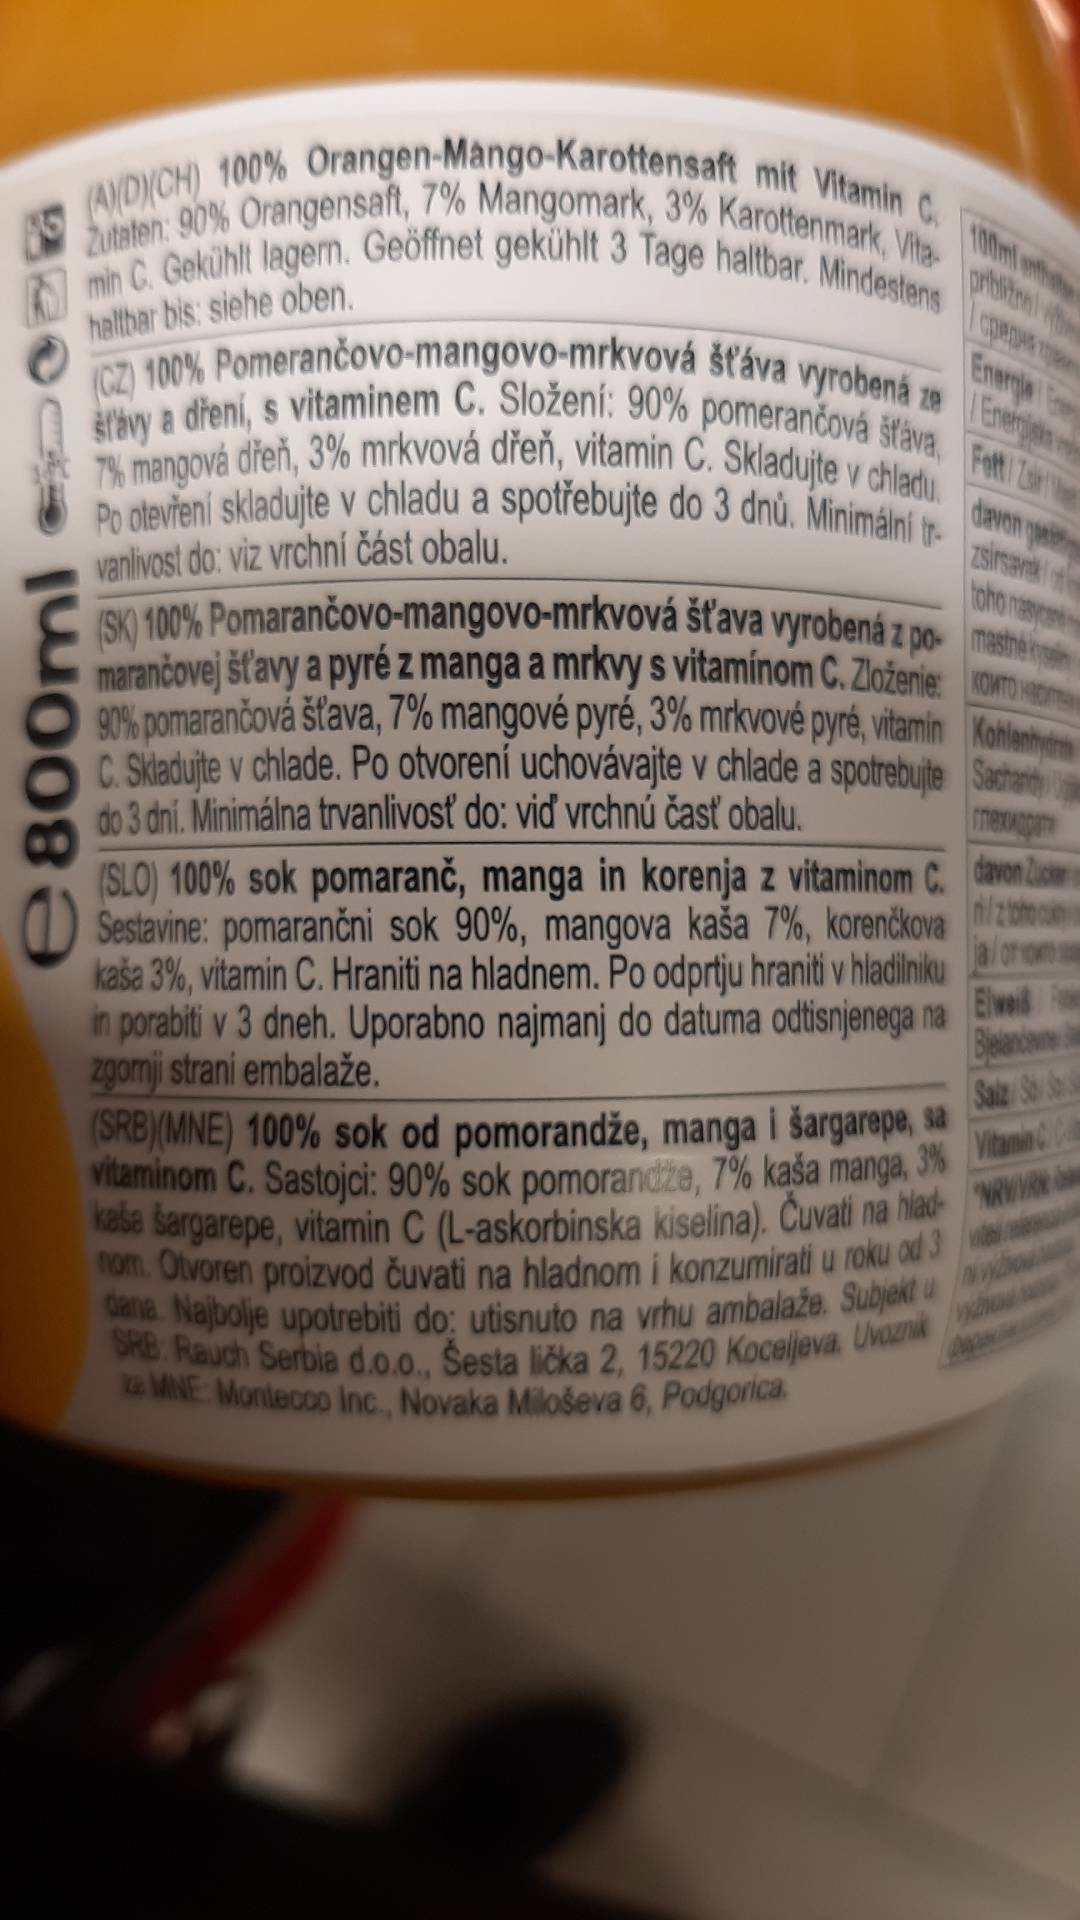 (A)(D)(CH) 100% Orangen-Mango-Karottensaft mit Vitamin C.
Zutaten: 90% Orangensaft, 7% Mangomark, 3% Karottenmark, Vita-
min C. Gekühlt lagern. Geöffnet gekühlt 3 Tage haltbar. Mindestens
haltbar bis: siehe oben.
(CZ) 100% Pomerančovo-mangovo-mrkvová šťáva vyrobená ze
šťávy a dření, s vitaminem C. Složení: 90% pomerančová šťáva,
7% mangová dřeň, 3% mrkvová dřeň, vitamin C. Skladujte v chladu.
Po otevření skladujte v chladu a spotřebujte do 3 dnů. Minimální tr-
vanlivost do: viz vrchní část obalu.
(SK) 100% Pomarančovo-mangovo-mrkvová šťava vyrobená z po-
marančovej šťavy a pyré z manga a mrkvy s vitamínom C. Zloženie:
90% pomarančová šťava, 7% mangové pyré, 3% mrkvové pyré, vitamín
C. Skladujte v chlade. Po otvorení uchovávajte v chlade a spotrebujte
do 3 dní. Minimálna trvanlivosť do: viď vrchnú časť obalu.
(SLO) 100% sok pomaranč, manga in korenja z vitaminom C.
Sestavine: pomarančni sok 90%, mangova kaša 7%, korenčkova
kaša 3%, vitamin C. Hraniti na hladnem. Po odprtju hraniti v hladilniku
in porabiti v 3 dneh. Uporabno najmanj do datuma odtisnjenega na
zgornji strani embalaže.
(SRB)(MNE) 100% sok od pomorandže, manga i šargarepe, sa
vitaminom C. Sastojci: 90% sok pomorandže, 7% kaša manga, 3%
kaša šargarepe, vitamin C (L-askorbinska kiselina). Čuvati na hlad-
nom. Otvoren proizvod čuvati na hladnom i konzumirati u roku od 3
dana. Najbolje upotrebiti do: utisnuto na vrhu ambalaže. Subjekt u
SRB: Rauch Serbia d.o.o., Šesta lička 2, 15220 Koceljeva. Uvoznik
za MNE: Montecco Inc., Novaka Miloševa 6, Podgorica.
e 800ml
100ml
Energie
Fett
davon
toho
mastné
Sacharidy
davon Zucker
Eiweiß
Salz
Vitamin C